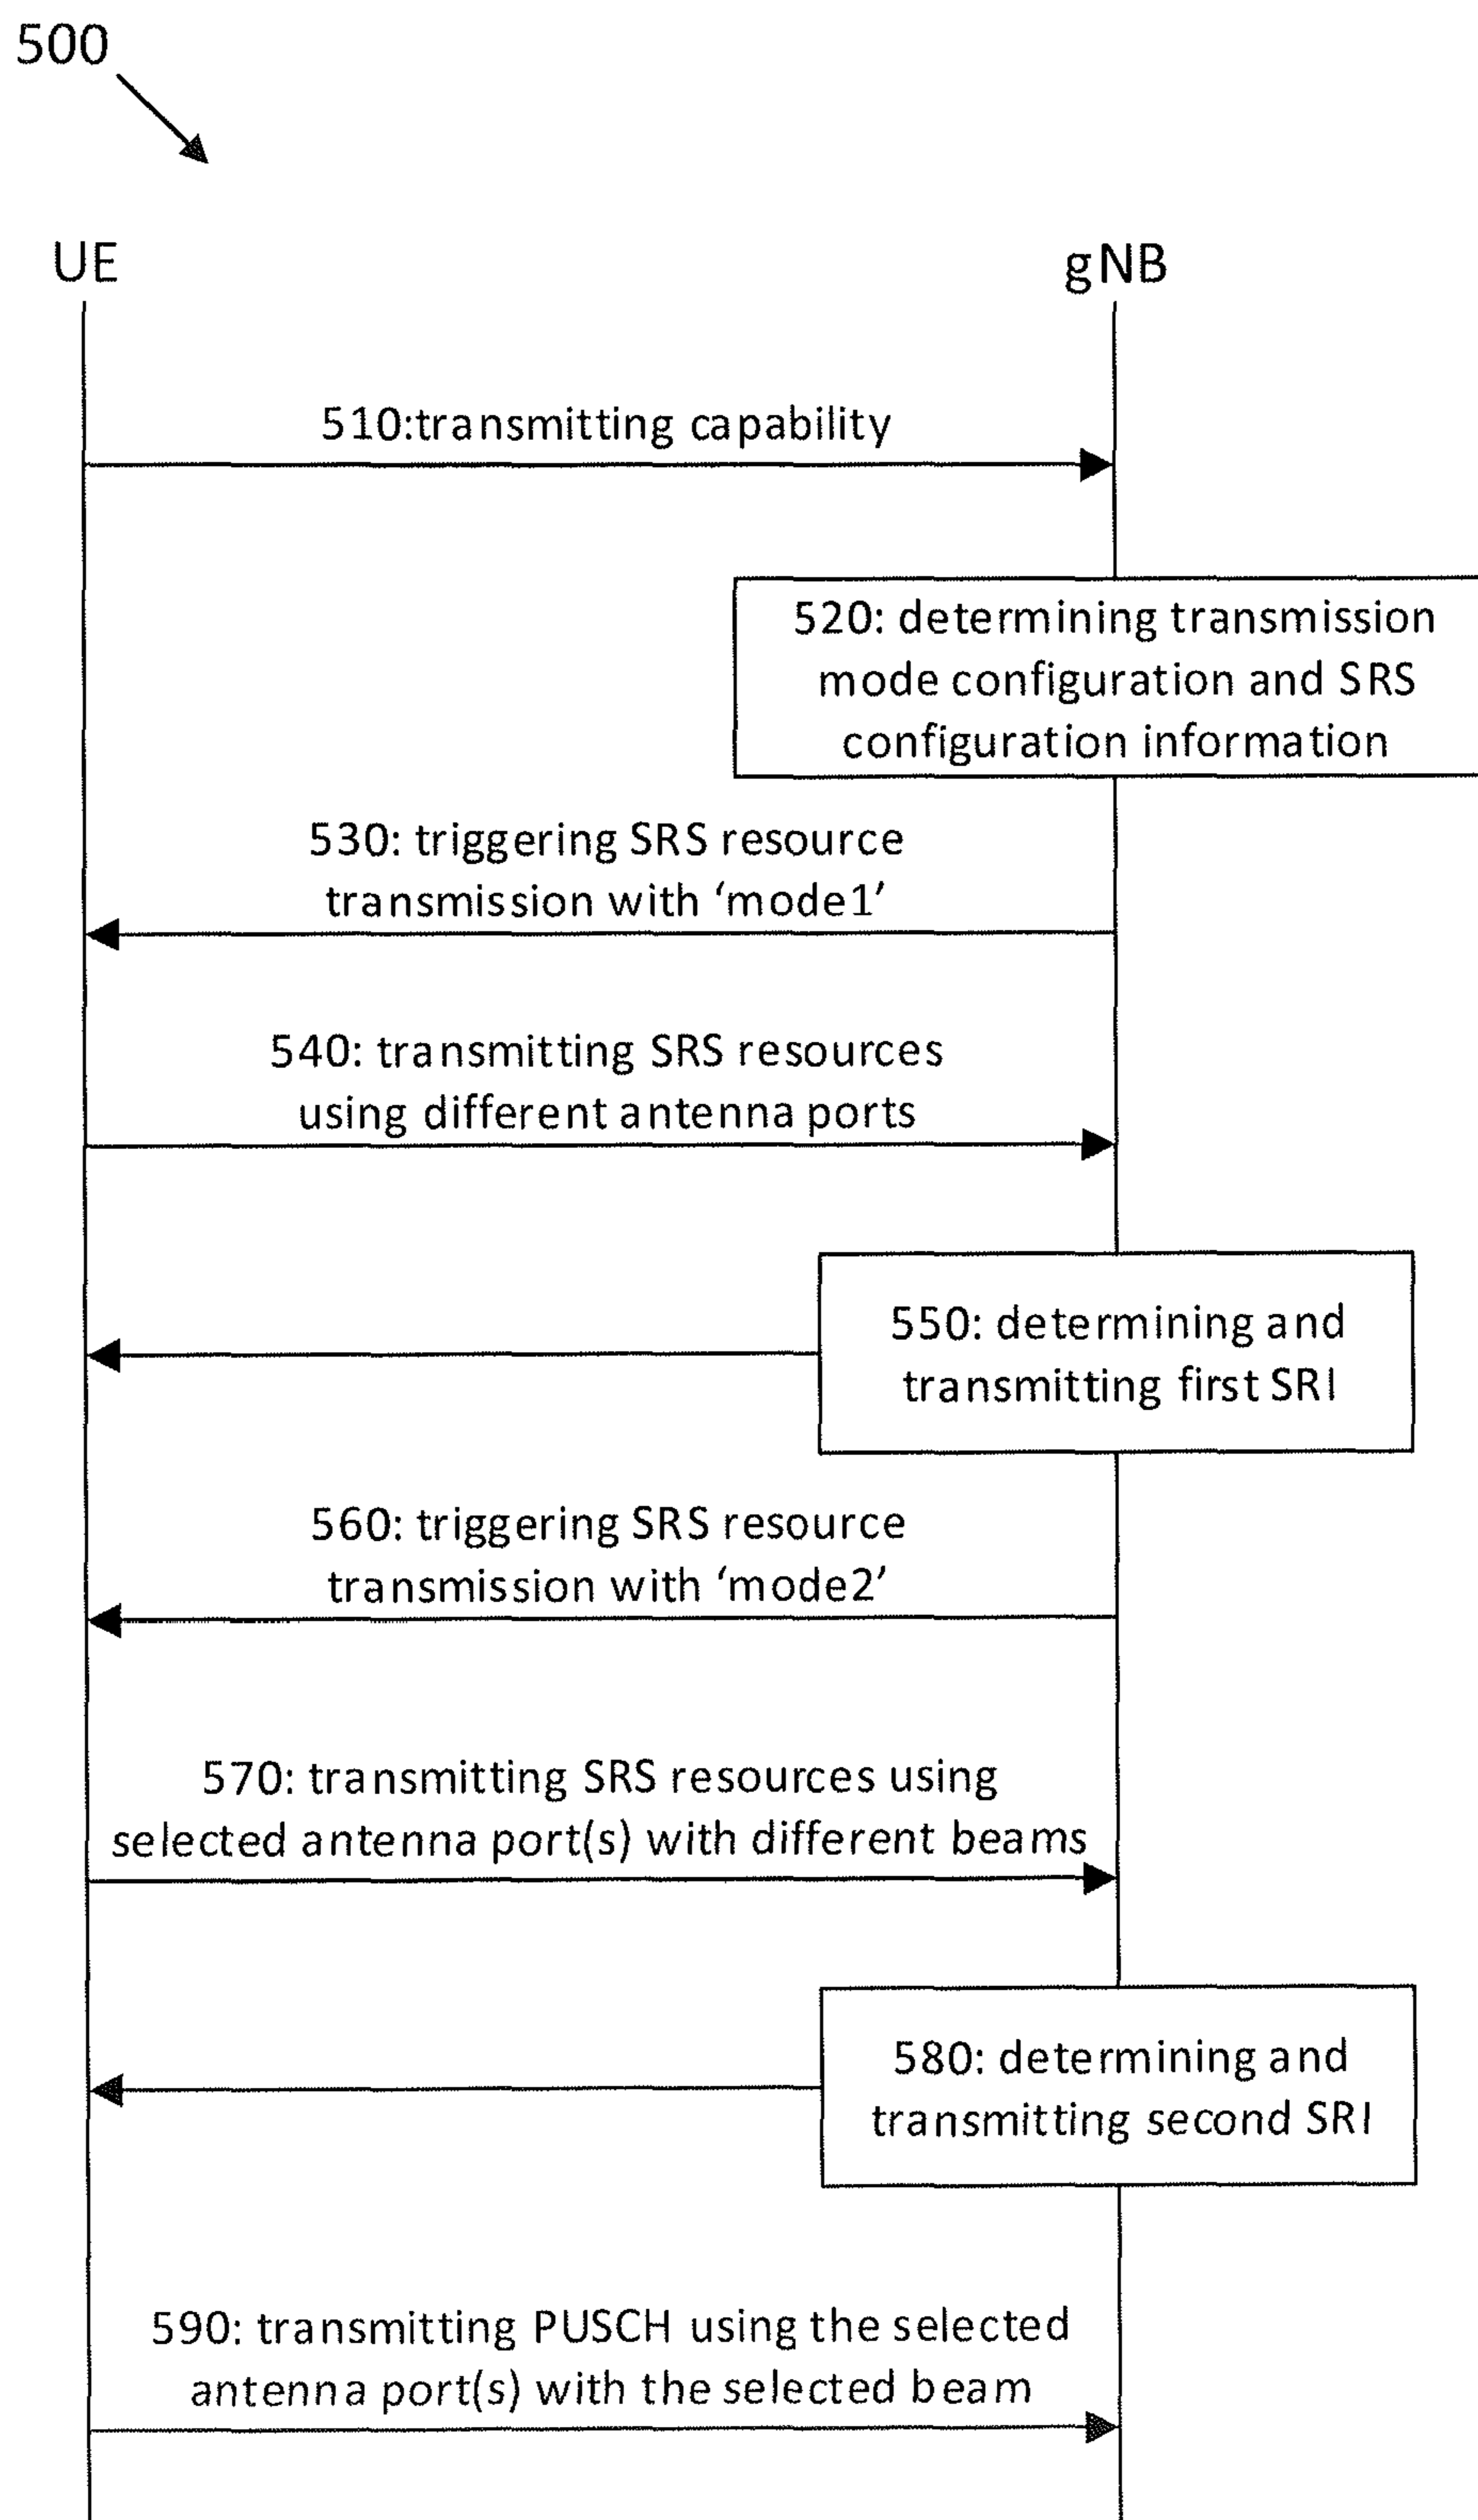 500
UE
gNB
510:transmitting capability
520: determining transmission
mode configuration and SRS
configuration information
530: triggering SRS resource
transmission with ‘mode1’
540: transmitting SRS resources
using different antenna ports
550: determining and
transmitting first SRI
560: triggering SRS resource
transmission with ‘mode2’
570: transmitting SRS resources using
selected antenna port(s) with different beams
580: determining and
transmitting second SRI
590: transmitting PUSCH using the selected
antenna port(s) with the selected beam